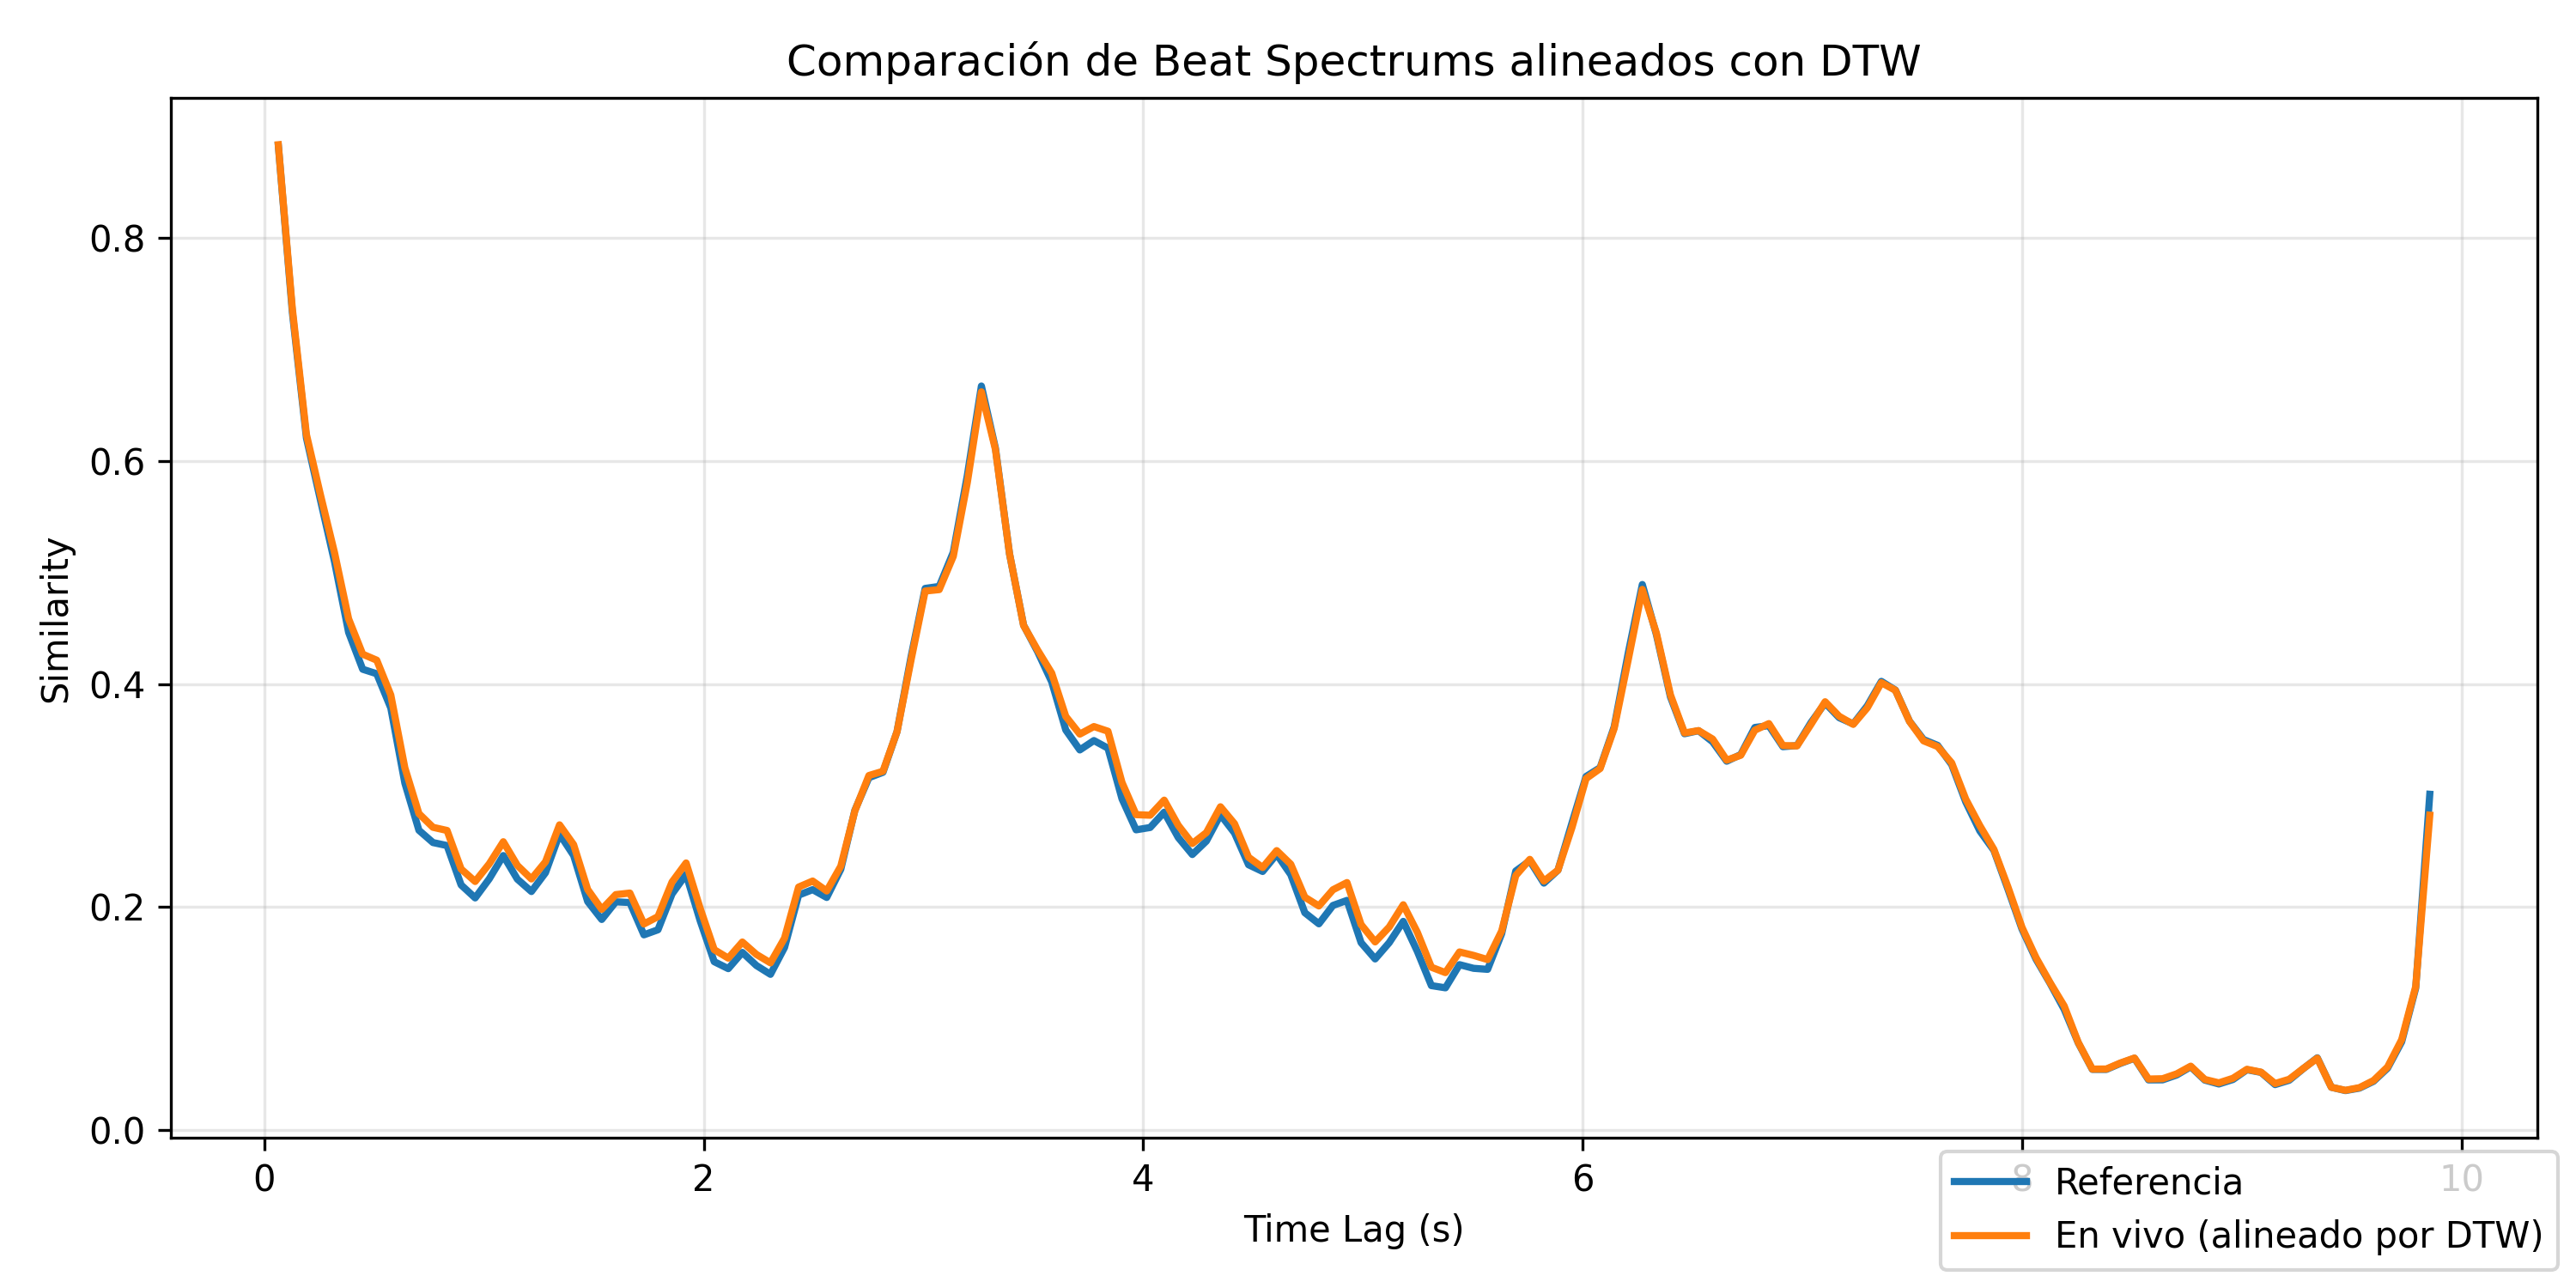 Comparación de Beat Spectrums alineados con DTW
0.8
0.6
0.4
0.2
0.0
Similarity
0 2 4 6 8 10
Time Lag (s)
Referencia
En vivo (alineado por DTW)